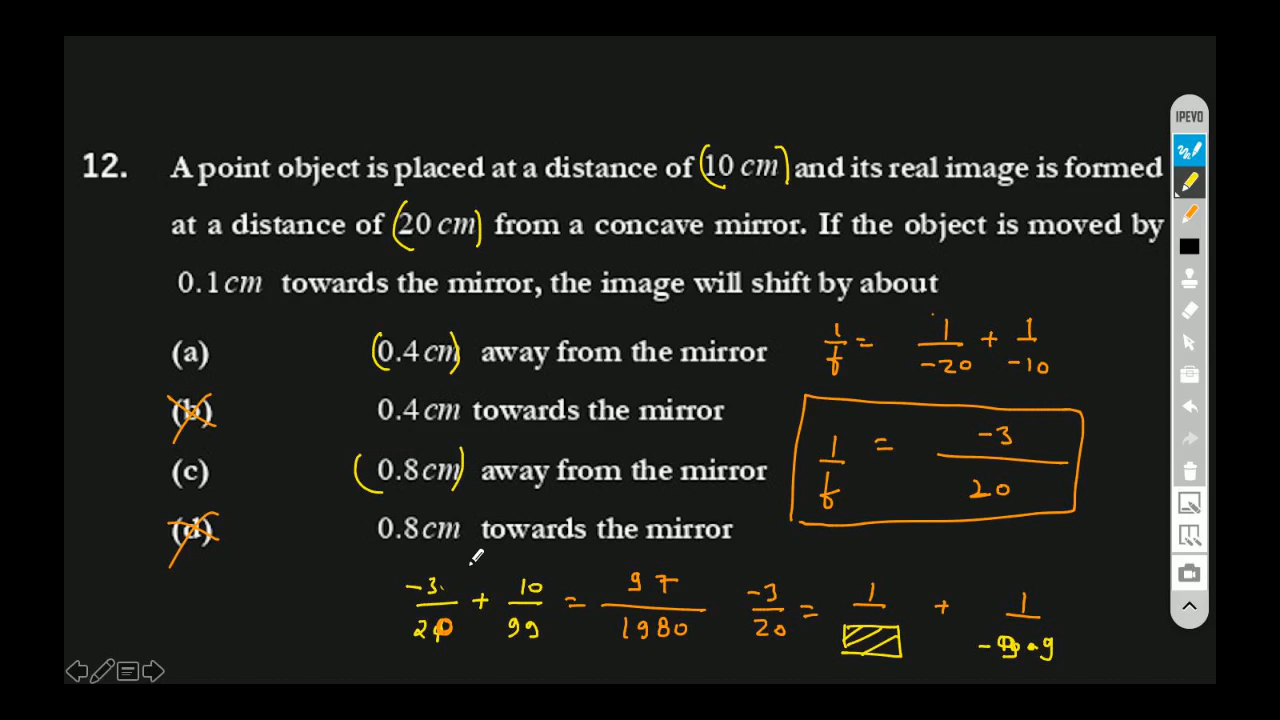 IPEVO
12. A point object is placed at a distance of (10 cm) and its real image is formed
at a distance of (20 cm) from a concave mirror. If the object is moved by
0.1 cm towards the mirror, the image will shift by about
(a) (0.4 cm) away from the mirror
1/f = 1/-20 + 1/-10
(b) 0.4 cm towards the mirror
1/f = -3/20
(c) (0.8 cm) away from the mirror
(d) 0.8 cm towards the mirror
-3/20 + 10/99 = 97/1980
-3/20 = 1/ + 1/